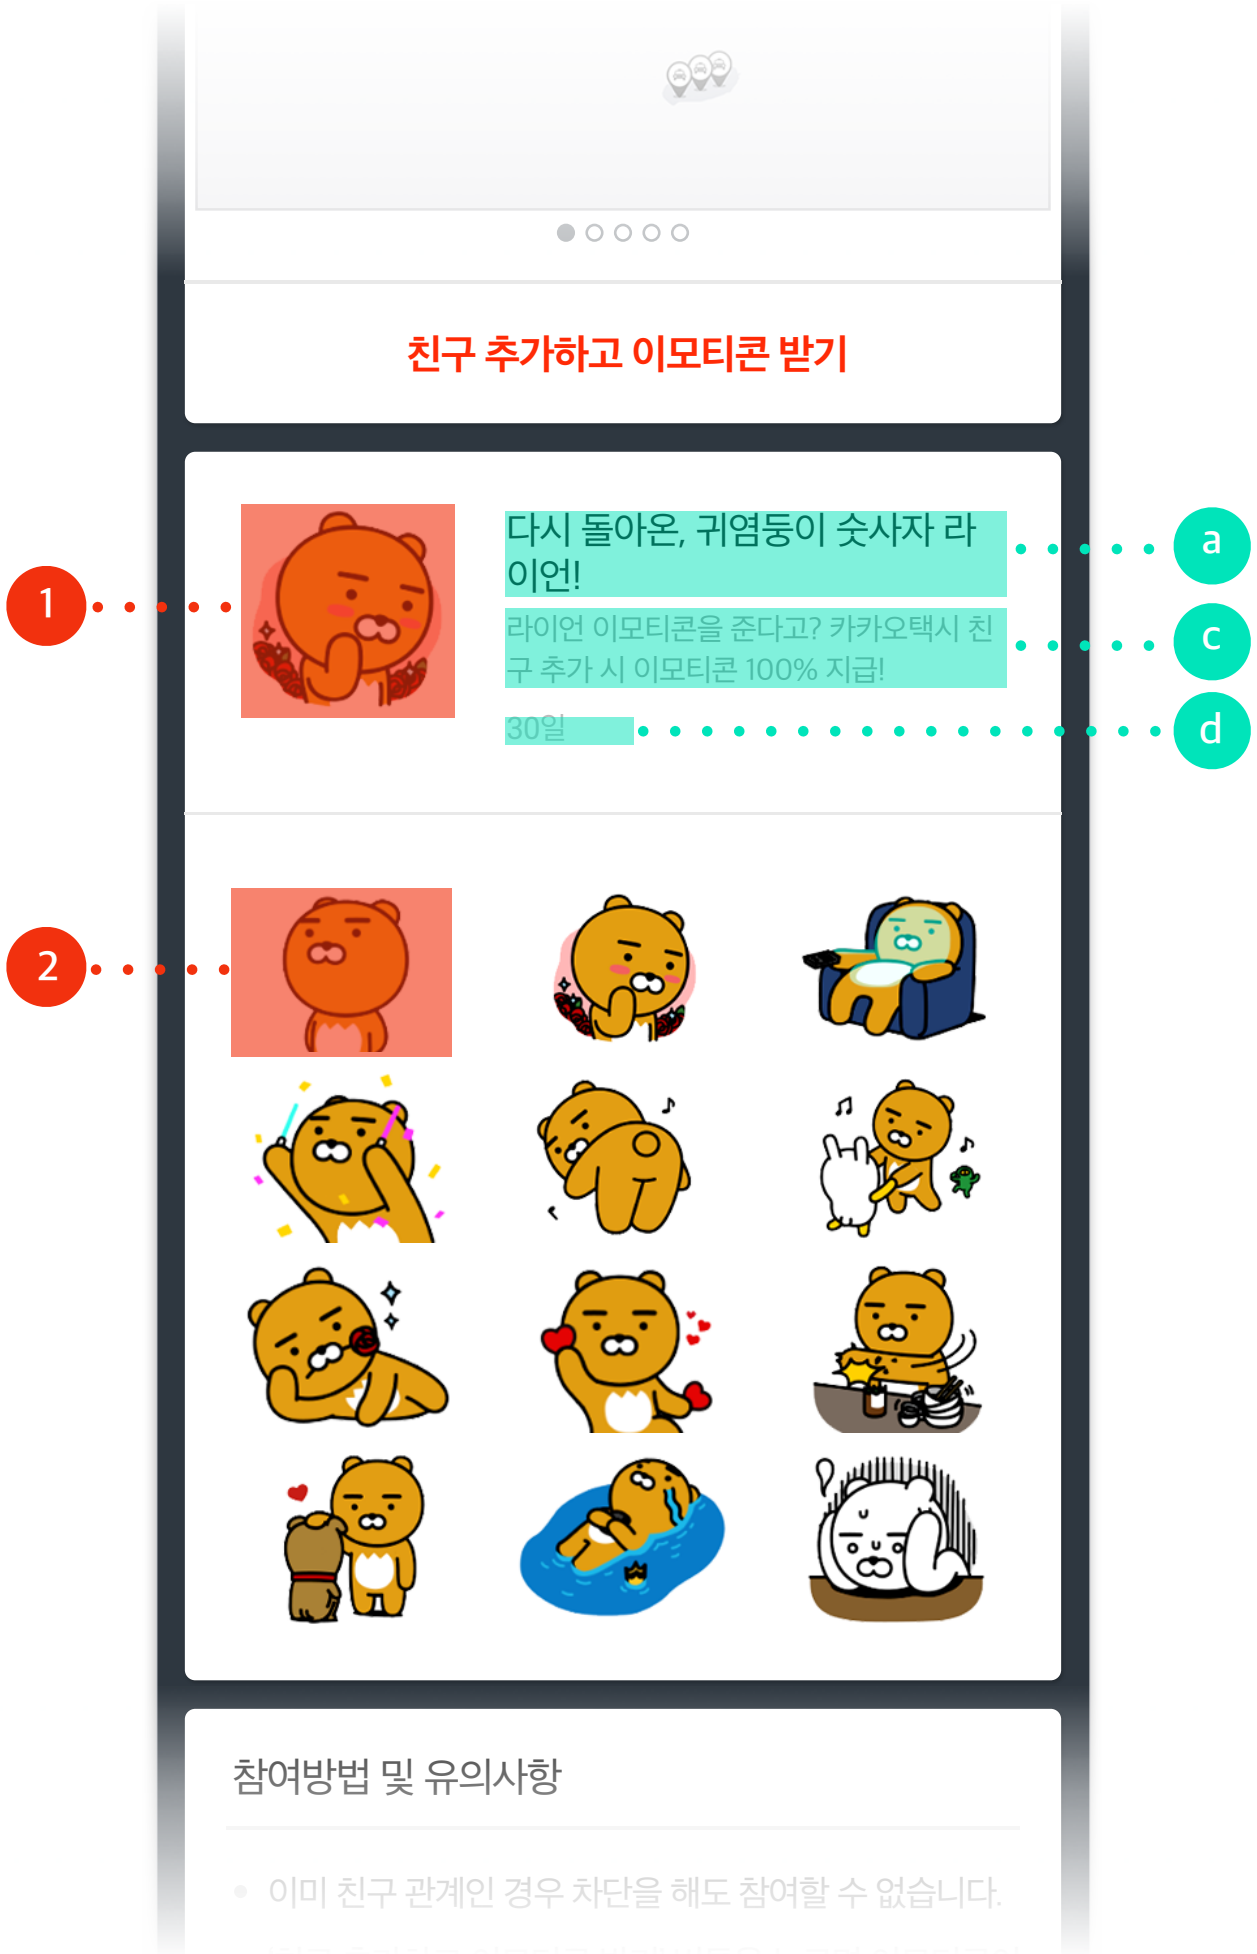 친구 추가하고 이모티콘 받기
1
다시 돌아온, 귀염둥이 숫사자 라
이언!
a
라이언 이모티콘을 준다고? 카카오택시 친
구 추가 시 이모티콘 100% 지급!
c
30일
d
2
참여방법 및 유의사항
• 이미 친구 관계인 경우 차단을 해도 참여할 수 없습니다.